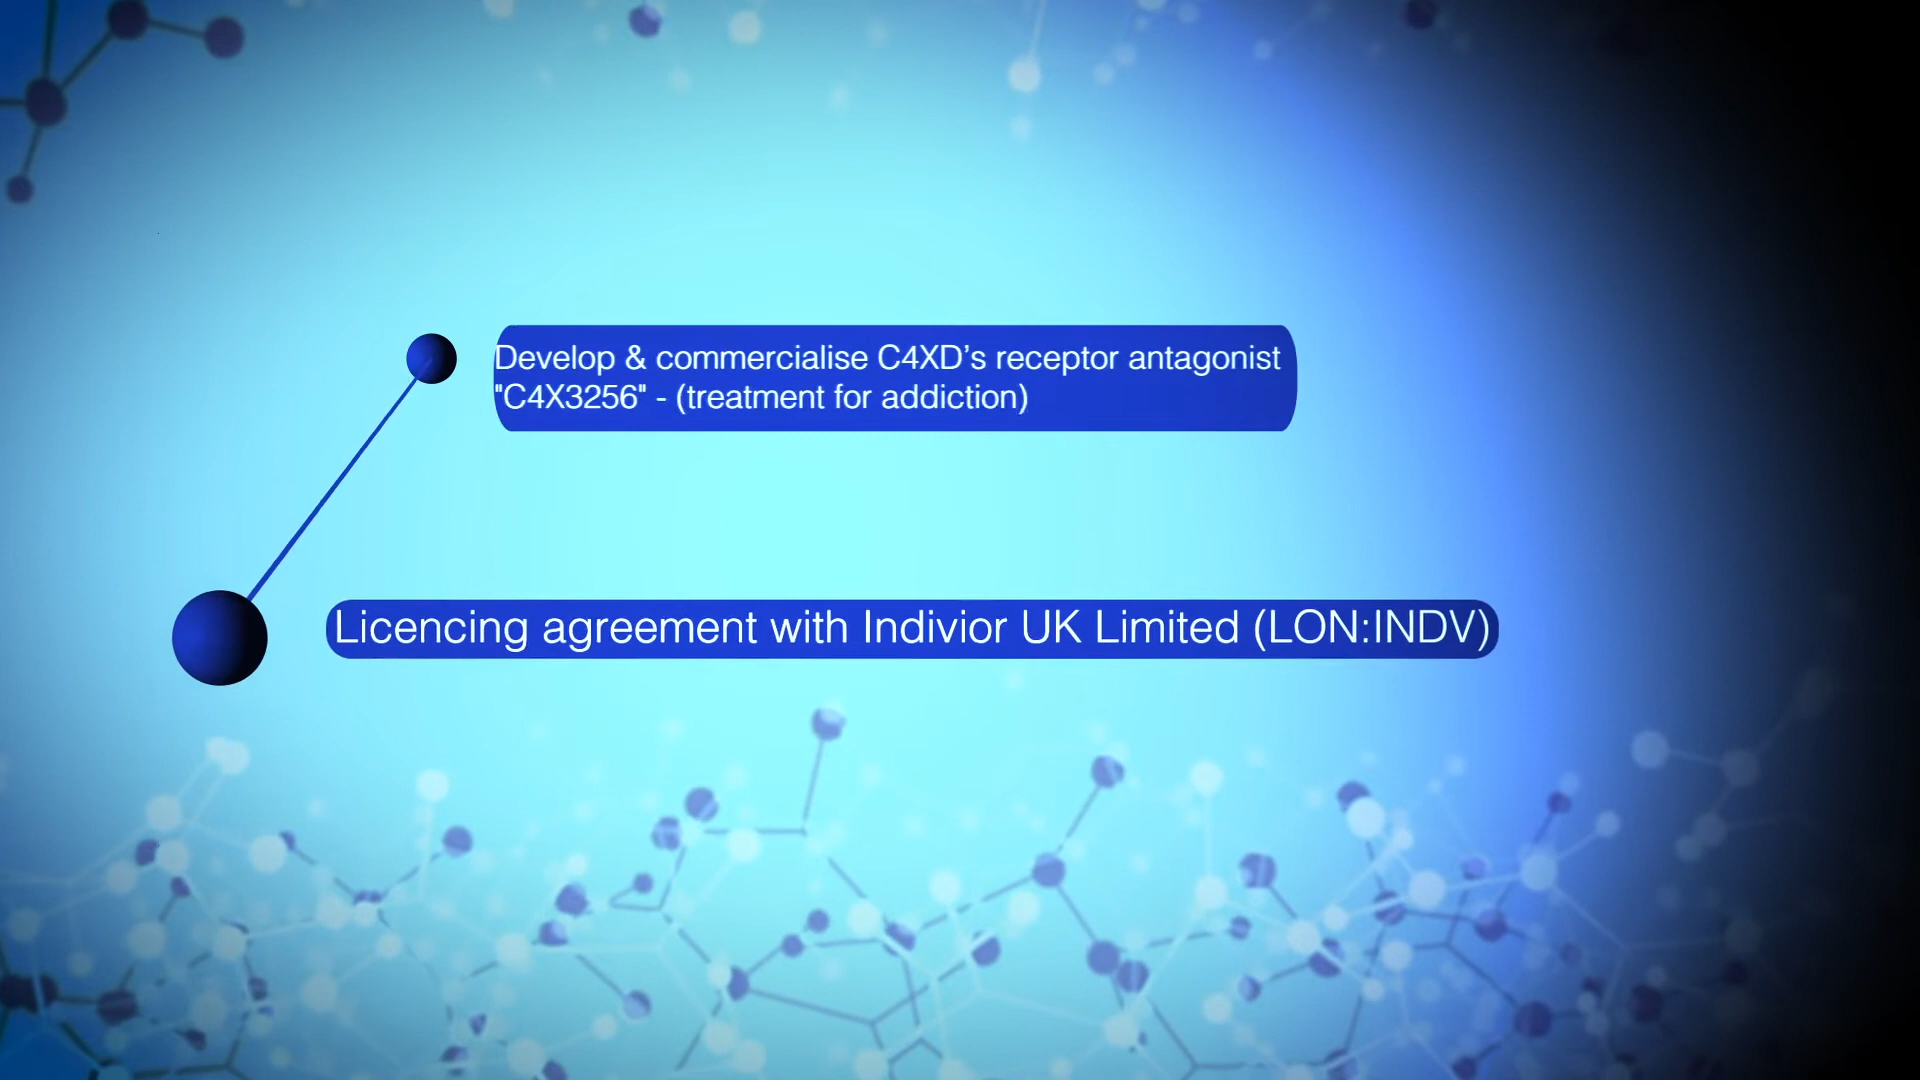 Develop & commercialise C4XD’s receptor antagonist
"C4X3256" - (treatment for addiction)
Licencing agreement with Indivior UK Limited (LON:INDV)